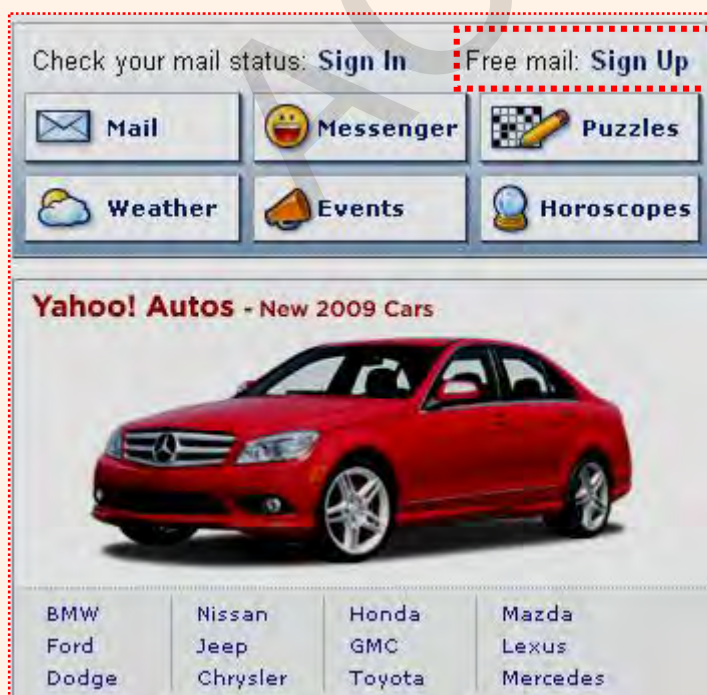 Check your mail status: Sign In Free mail: Sign Up
Mail Messenger Puzzles
Weather Events Horoscopes
Yahoo! Autos - New 2009 Cars
BMW Nissan Honda Mazda
Ford Jeep GMC Lexus
Dodge Chrysler Toyota Mercedes